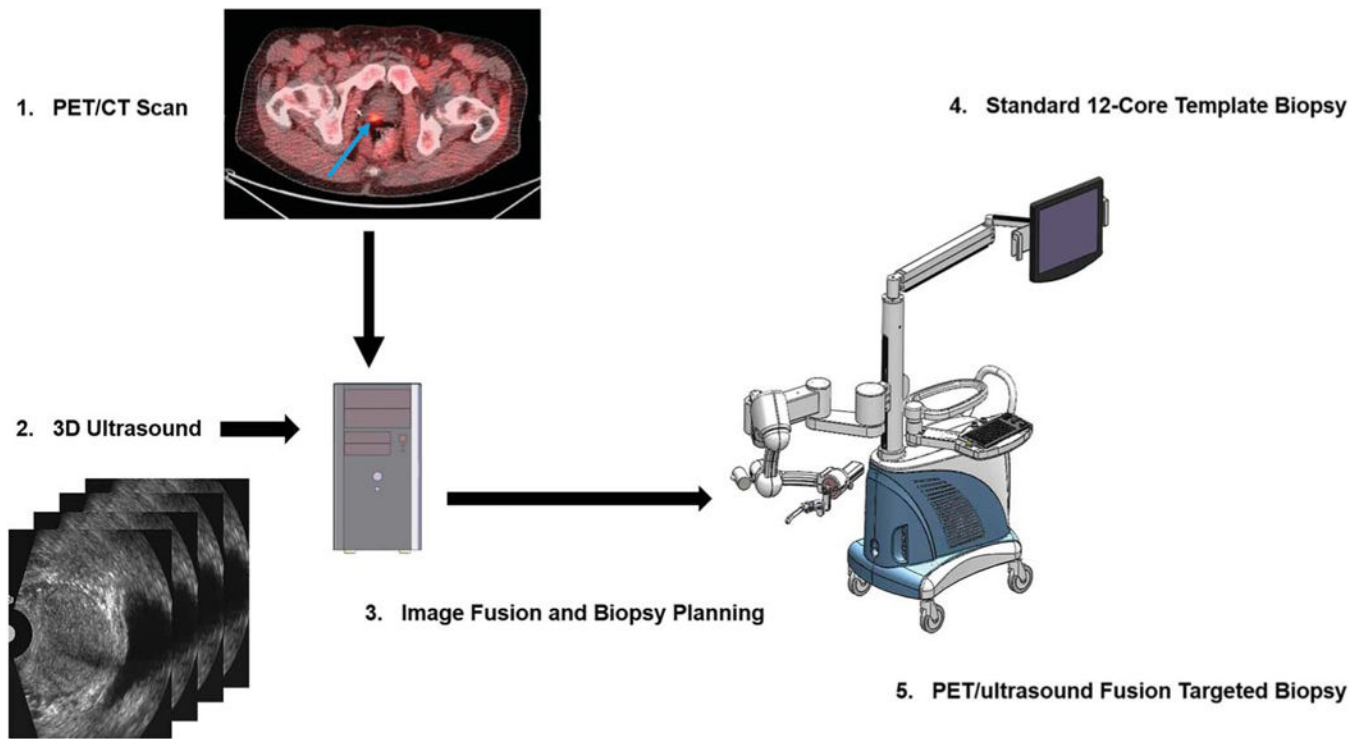 1. PET/CT Scan
4. Standard 12-Core Template Biopsy
2. 3D Ultrasound
3. Image Fusion and Biopsy Planning
5. PET/ultrasound Fusion Targeted Biopsy